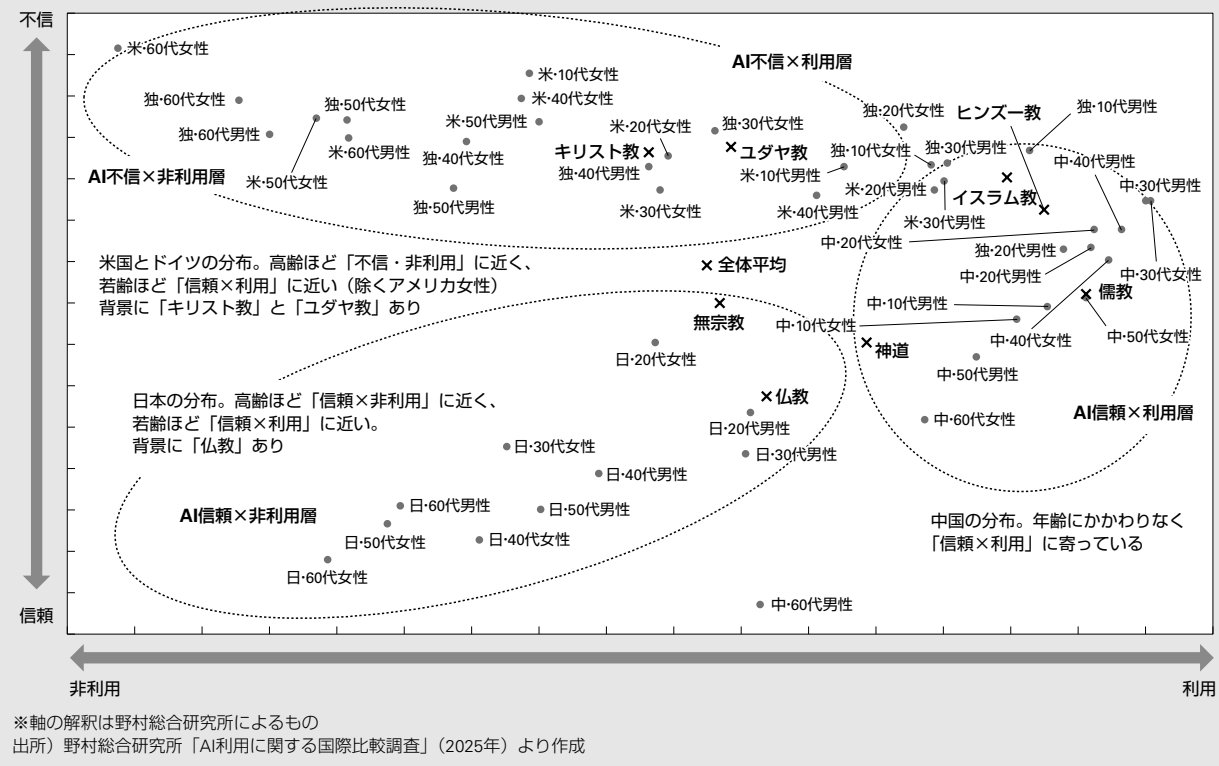 不信
米・60代女性
AI不信×利用層
米・10代女性
独・60代女性
独・50代女性
米・40代女性
独・20代女性
ヒンズー教
独・10代男性
独・60代男性
米・50代男性
米・20代女性
独・30代女性
米・60代男性
キリスト教
ユダヤ教
独・10代女性
独・30代男性
中・40代男性
独・40代女性
AI不信×非利用層
米・50代女性
独・40代男性
米・10代男性
米・20代男性
イスラム教
中・30代男性
独・50代男性
米・30代女性
米・40代男性
米・30代男性
中・20代女性
独・20代男性
米国とドイツの分布。高齢ほど「不信・非利用」に近く、
若齢ほど「信頼×利用」に近い（除くアメリカ女性）
背景に「キリスト教」と「ユダヤ教」あり
全体平均
中・20代男性
中・30代女性
儒教
無宗教
中・10代男性
中・10代女性
中・40代女性
中・50代女性
日・20代女性
神道
中・50代男性
日本の分布。高齢ほど「信頼×非利用」に近く、
若齢ほど「信頼×利用」に近い。
背景に「仏教」あり
仏教
日・20代男性
中・60代女性
AI信頼×利用層
日・30代女性
日・30代男性
日・40代男性
AI信頼×非利用層
日・60代男性
日・50代男性
日・50代女性
日・40代女性
日・60代女性
中国の分布。年齢にかかわりなく
「信頼×利用」に寄っている
中・60代男性
信頼
非利用
利用
※軸の解釈は野村総合研究所によるもの
出所）野村総合研究所「AI利用に関する国際比較調査」（2025年）より作成